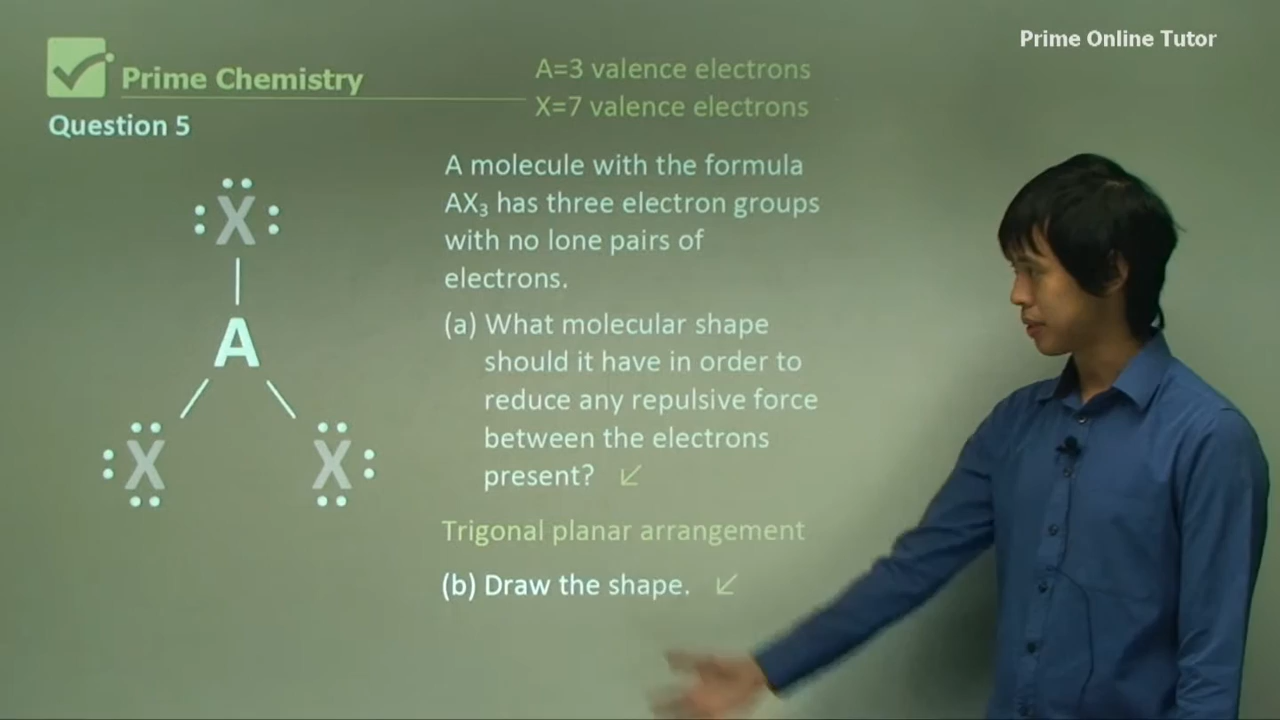 Prime Online Tutor
Prime Chemistry
A=3 valence electrons
X=7 valence electrons
Question 5
A molecule with the formula
AX₃ has three electron groups
with no lone pairs of
electrons.
(a) What molecular shape
should it have in order to
reduce any repulsive force
between the electrons
present?
Trigonal planar arrangement
(b) Draw the shape.
X
A
X X